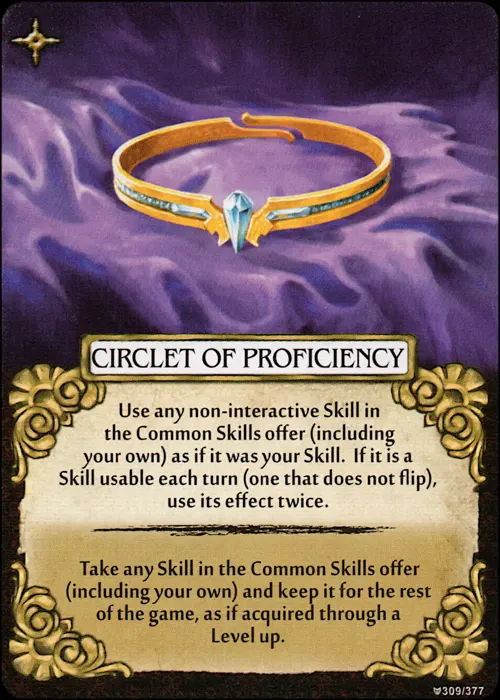 CIRCLET OF PROFICIENCY
Use any non-interactive Skill in
the Common Skills offer (including
your own) as if it was your Skill. If it is a
Skill usable each turn (one that does not flip),
use its effect twice.
Take any Skill in the Common Skills offer
(including your own) and keep it for the rest
of the game, as if acquired through a
Level up.
309/377